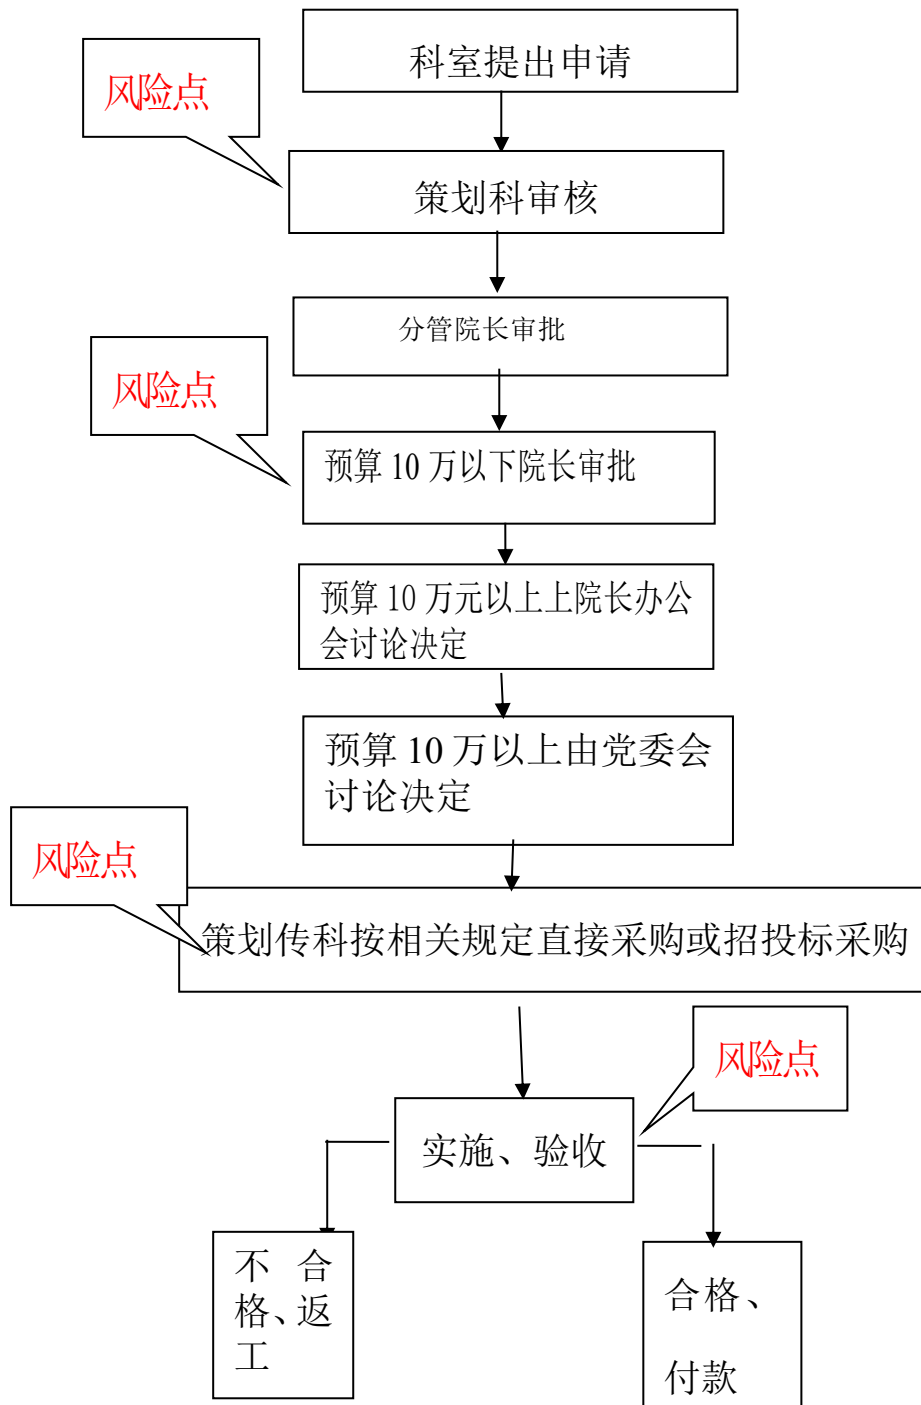 科室提出申请
风险点
策划科审核
分管院长审批
风险点
预算 10 万以下院长审批
预算 10 万元以上上院长办公
会讨论决定
预算 10 万以上由党委会
讨论决定
风险点
策划传科按相关规定直接采购或招投标采购
风险点
实施、验收
不 合
格、返
工
合格、
付款